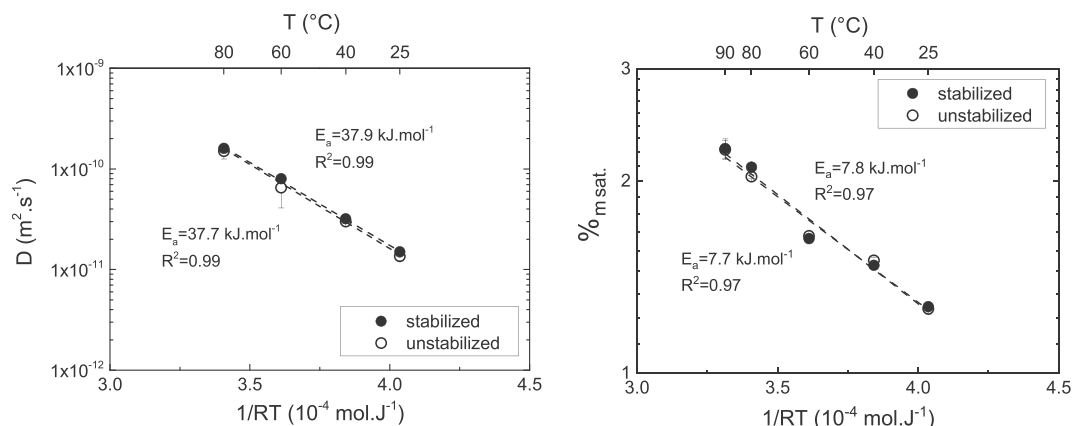 T (°C)
80 60 40 25
1x10⁻⁹
1x10⁻¹⁰
1x10⁻¹¹
1x10⁻¹²
D (m².s⁻¹)
Eₐ=37.9 kJ.mol⁻¹
R²=0.99
Eₐ=37.7 kJ.mol⁻¹
R²=0.99
stabilized
unstabilized
3.0 3.5 4.0 4.5
1/RT (10⁻⁴ mol.J⁻¹)
T (°C)
90 80 60 40 25
3
2
1
%m sat.
stabilized
unstabilized
Eₐ=7.8 kJ.mol⁻¹
R²=0.97
Eₐ=7.7 kJ.mol⁻¹
R²=0.97
3.0 3.5 4.0 4.5
1/RT (10⁻⁴ mol.J⁻¹)